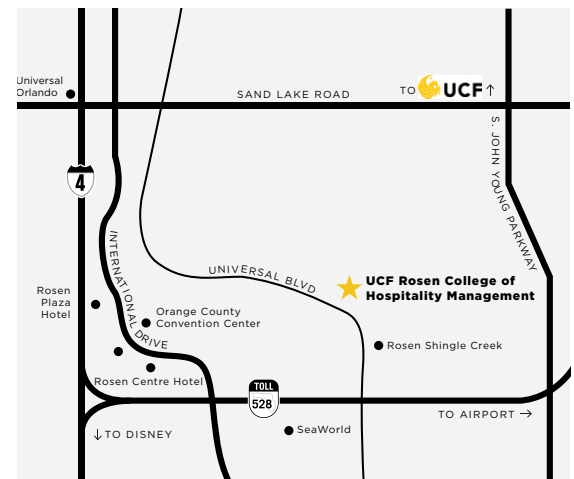 Universal
Orlando
SAND LAKE ROAD
TO UCF ↑
S. JOHN YOUNG PARKWAY
4
INTERNATIONAL DRIVE
UNIVERSAL BLVD
UCF Rosen College of
Hospitality Management
Rosen
Plaza
Hotel
Orange County
Convention Center
Rosen Shingle Creek
Rosen Centre Hotel
TOLL
528
TO AIRPORT →
↓TO DISNEY
SeaWorld